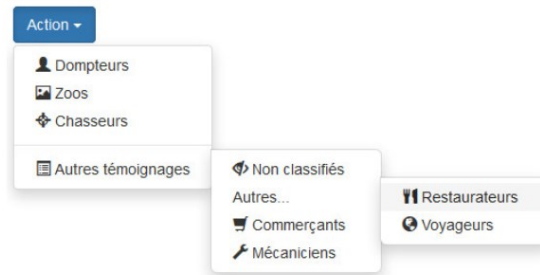 Action
Dompteurs
Zoos
Chasseurs
Autres témoignages
Non classifiés
Autres...
Commerçants
Mécaniciens
Restaurateurs
Voyageurs